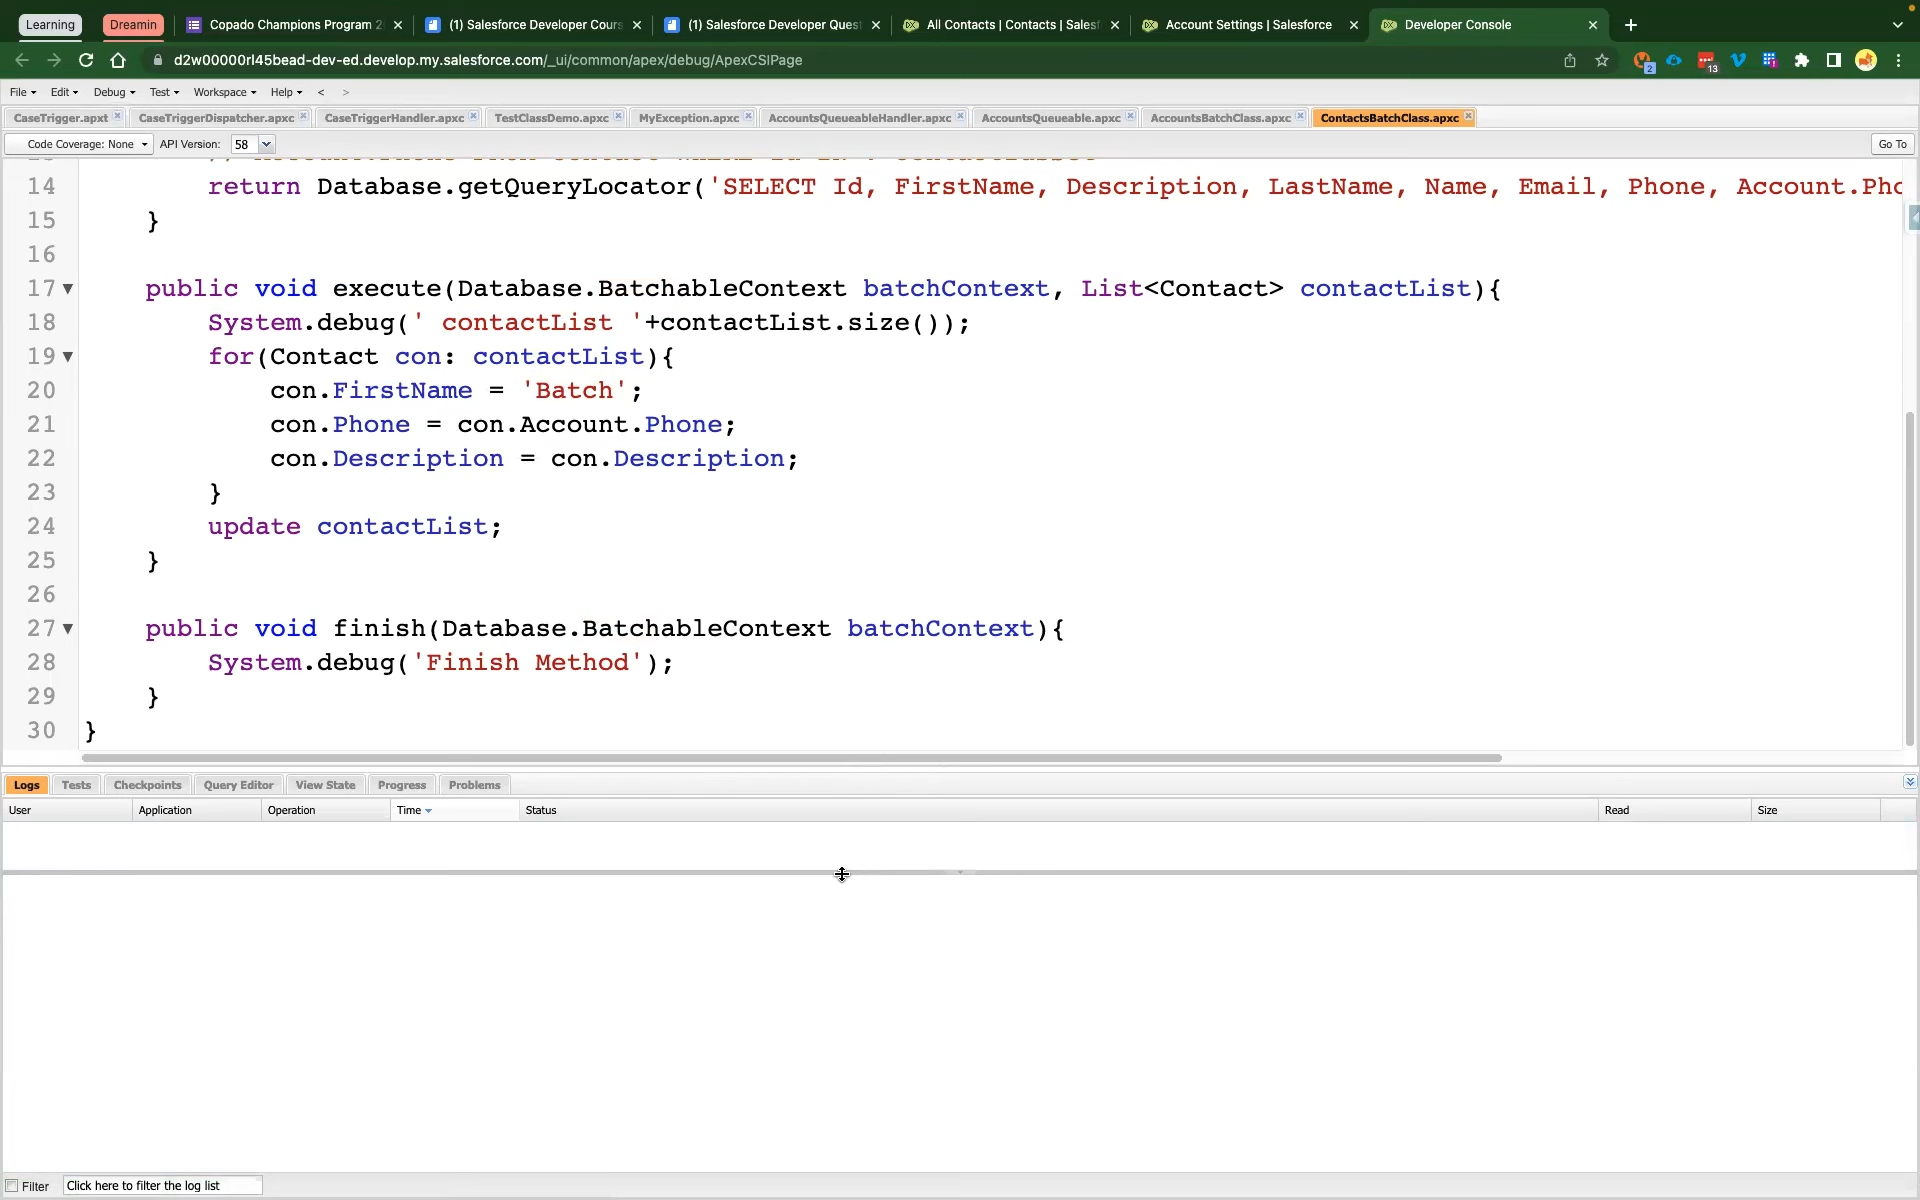 Learning Dreamin Copado Champions Program 2 (1) Salesforce Developer Cours (1) Salesforce Developer Quest All Contacts | Contacts | Salesf Account Settings | Salesforce Developer Console
d2w00000rl45bead-dev-ed.develop.my.salesforce.com/_ui/common/apex/debug/ApexCSIPage 2 13
File Edit Debug Test Workspace Help < >
CaseTrigger.apxt CaseTriggerDispatcher.apxc CaseTriggerHandler.apxc TestClassDemo.apxc MyException.apxc AccountsQueueableHandler.apxc AccountsQueueable.apxc AccountsBatchClass.apxc ContactsBatchClass.apxc
Code Coverage: None API Version: 58 Go To
14 return Database.getQueryLocator('SELECT Id, FirstName, Description, LastName, Name, Email, Phone, Account.Pho
15 }
16
17 public void execute(Database.BatchableContext batchContext, List<Contact> contactList){
18 System.debug(' contactList '+contactList.size());
19 for(Contact con: contactList){
20 con.FirstName = 'Batch';
21 con.Phone = con.Account.Phone;
22 con.Description = con.Description;
23 }
24 update contactList;
25 }
26
27 public void finish(Database.BatchableContext batchContext){
28 System.debug('Finish Method');
29 }
30 }
Logs Tests Checkpoints Query Editor View State Progress Problems
User Application Operation Time Status Read Size
Filter Click here to filter the log list